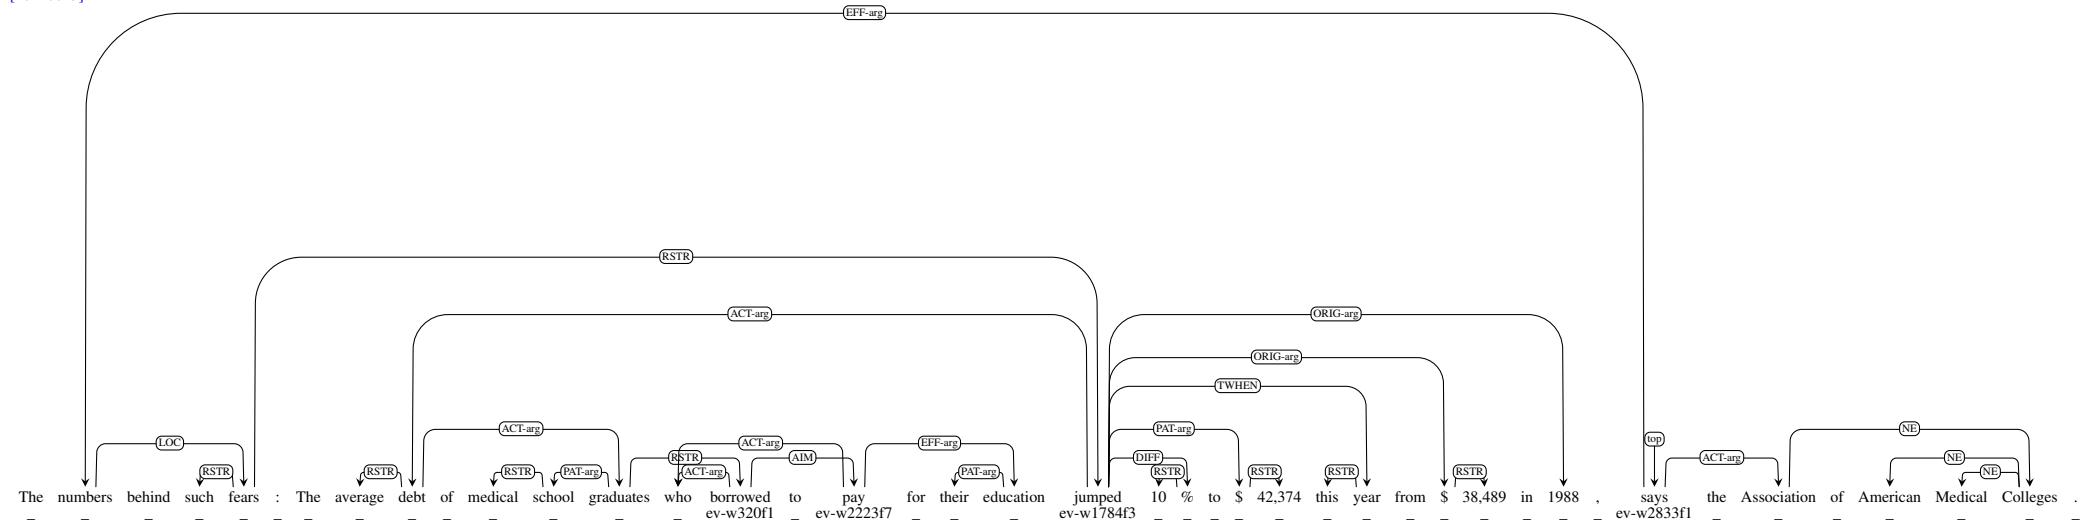 EFF-arg
RSTR
ACT-arg ORIG-arg
ORIG-arg
TWHEN
ACT-arg PAT-arg NE
top
LOC ACT-arg EFF-arg
RSTR AIM DIFF ACT-arg NE
RSTR RSTR RSTR PAT-arg ACT-arg PAT-arg RSTR RSTR RSTR RSTR NE
The numbers behind such fears : The average debt of medical school graduates who borrowed to pay for their education jumped 10 % to $ 42,374 this year from $ 38,489 in 1988 , says the Association of American Medical Colleges .
_ _ _ _ _ _ _ _ _ _ _ _ _ _ ev-w320f1 _ ev-w2223f7 _ _ _ ev-w1784f3 _ _ _ _ _ _ _ _ _ _ _ _ _ ev-w2833f1 _ _ _ _ _ _ _